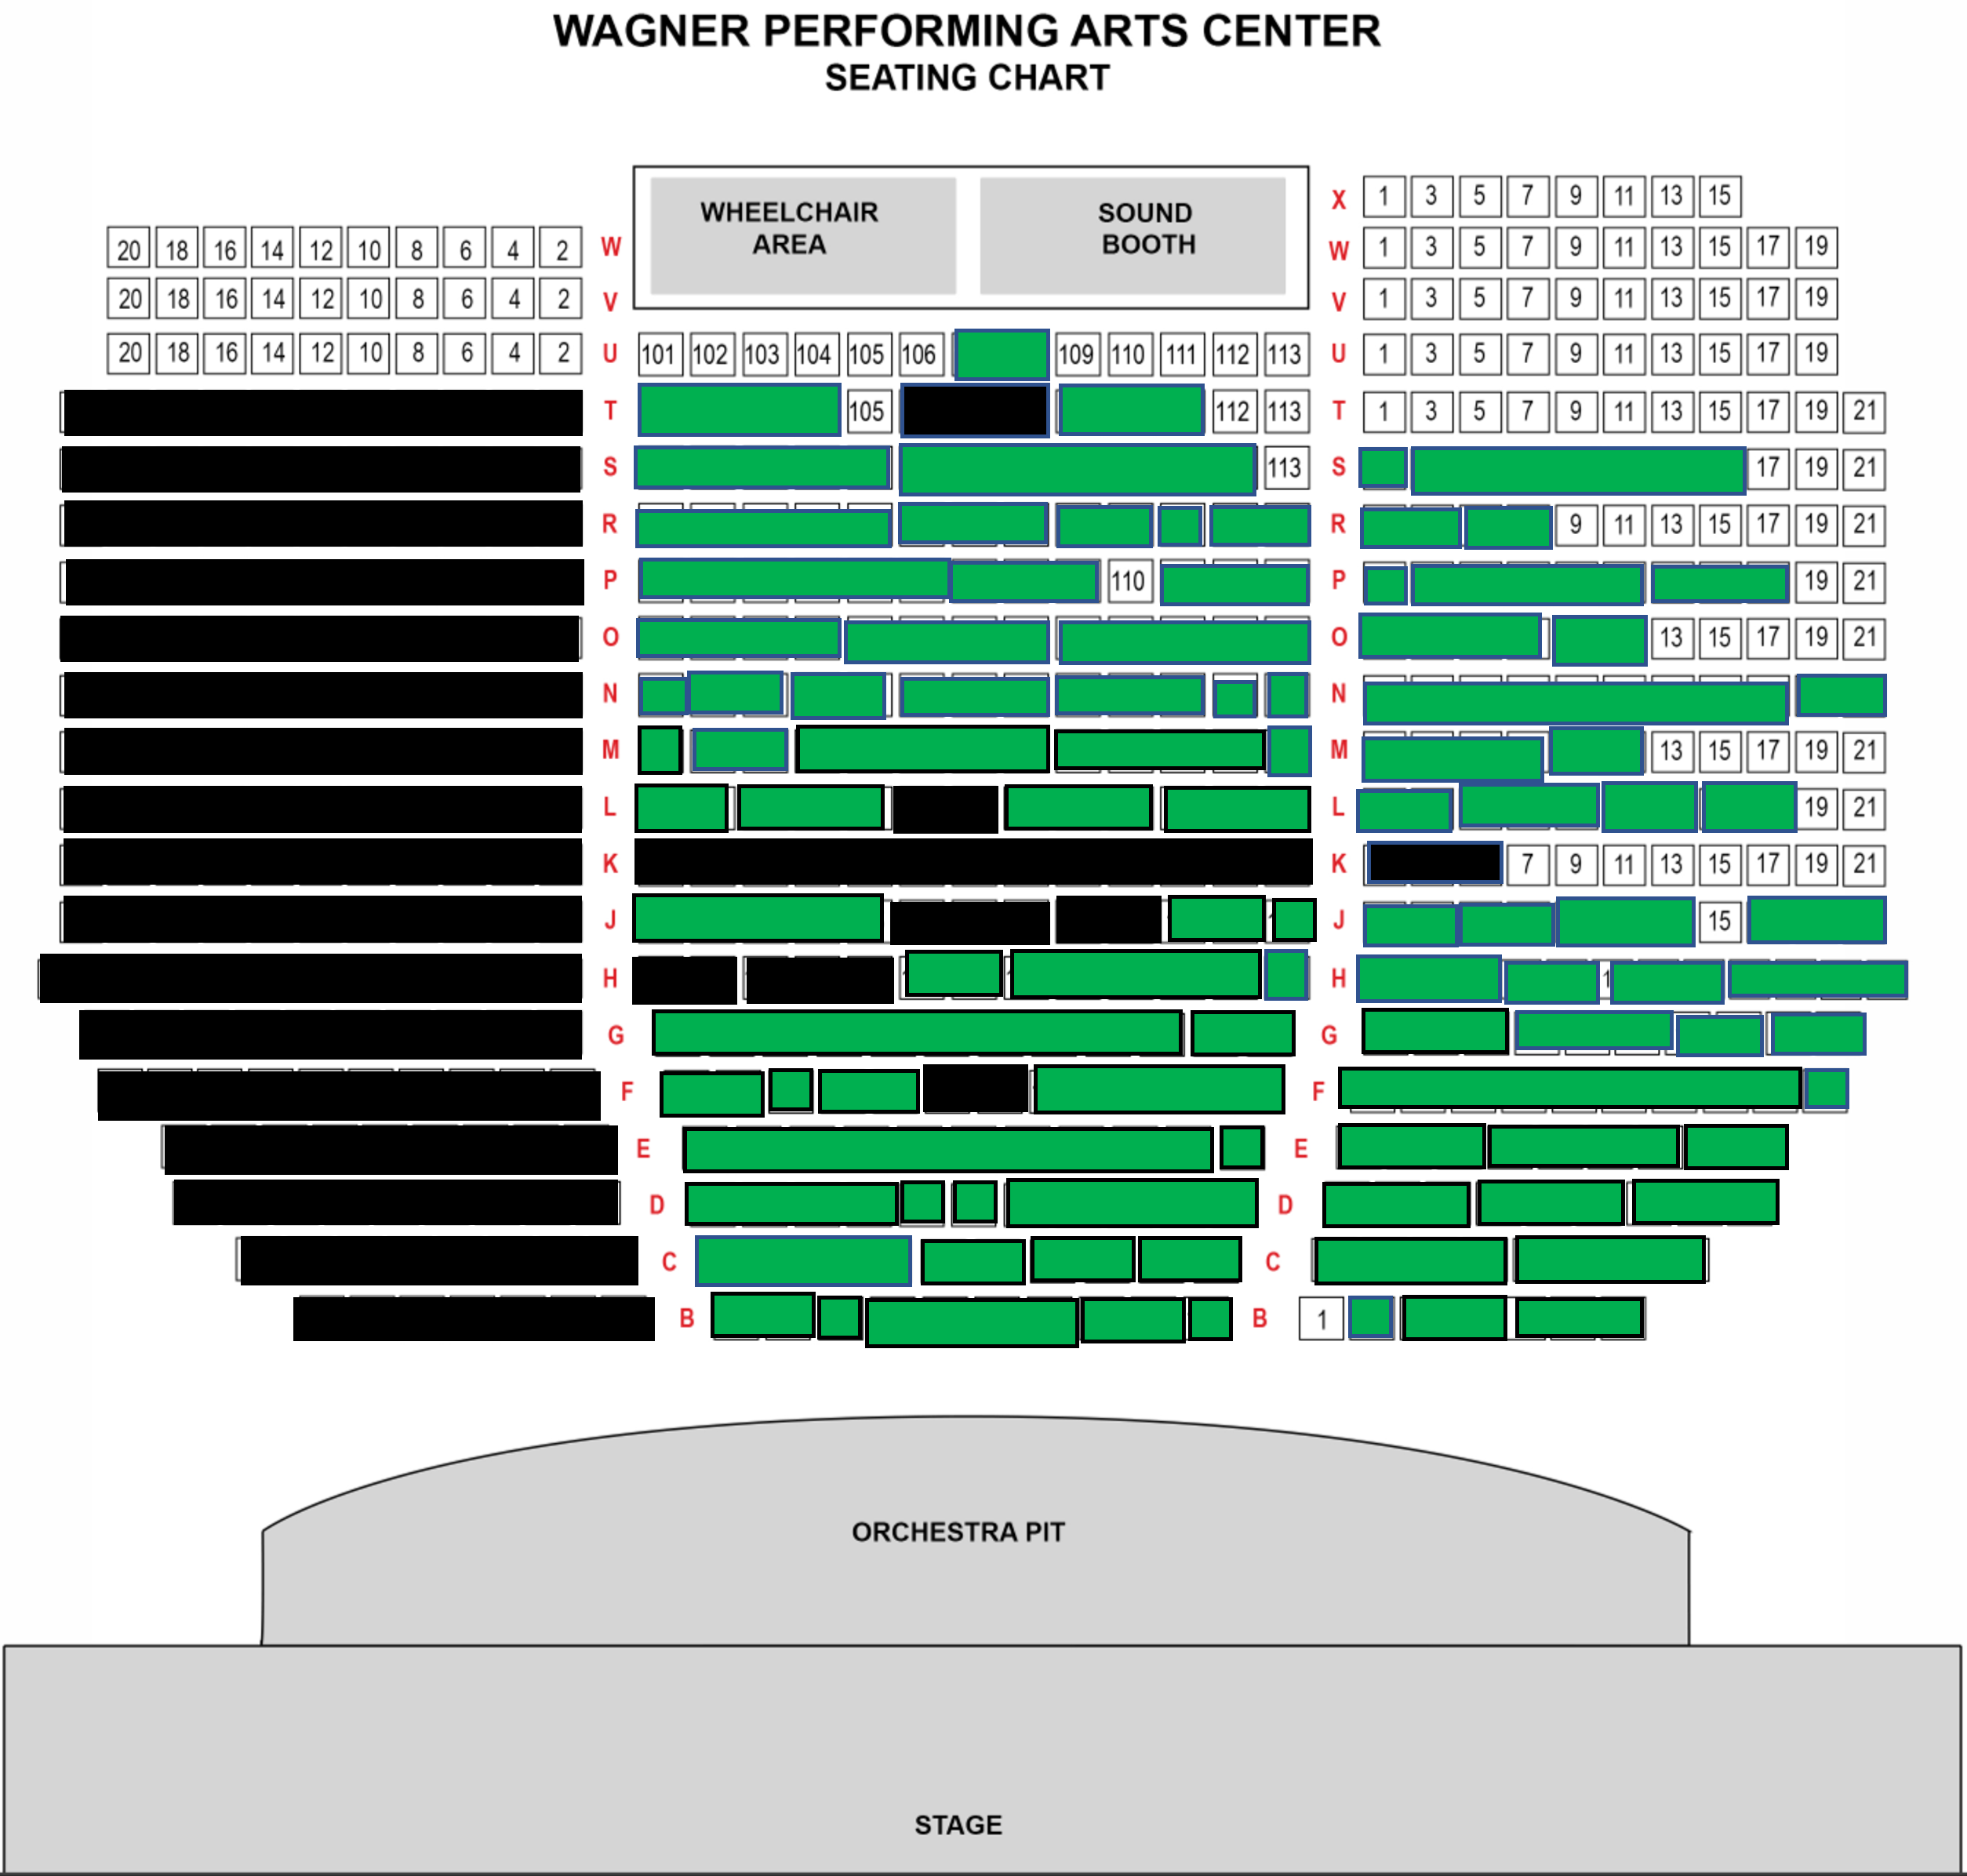 WAGNER PERFORMING ARTS CENTER
SEATING CHART
WHEELCHAIR AREA
SOUND BOOTH
X 1 3 5 7 9 11 13 15
20 18 16 14 12 10 8 6 4 2 W W 1 3 5 7 9 11 13 15 17 19
20 18 16 14 12 10 8 6 4 2 V V 1 3 5 7 9 11 13 15 17 19
20 18 16 14 12 10 8 6 4 2 U 101 102 103 104 105 106 109 110 111 112 113 U 1 3 5 7 9 11 13 15 17 19
T 105 112 113 T 1 3 5 7 9 11 13 15 17 19 21
S 113 S 17 19 21
R R 9 11 13 15 17 19 21
P 110 P 19 21
O O 13 15 17 19 21
N N
M M 13 15 17 19 21
L L 19 21
K K 7 9 11 13 15 17 19 21
J J 15
H H
G G
F F
E E
D D
C C
B B 1
ORCHESTRA PIT
STAGE